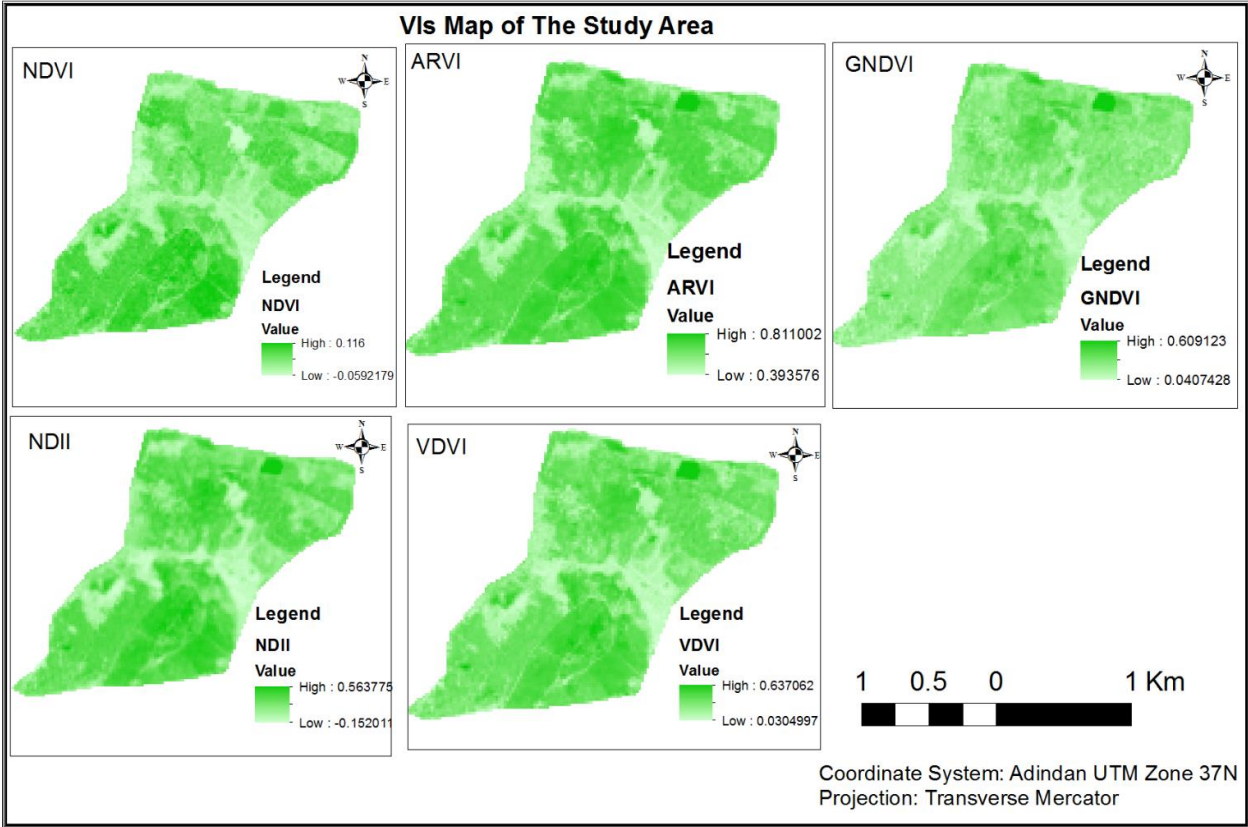 VIs Map of The Study Area
NDVI
N
W E
S
Legend
NDVI
Value
High : 0.116
Low : -0.0592179
ARVI
N
W E
S
Legend
ARVI
Value
High : 0.811002
Low : 0.393576
GNDVI
N
W E
S
Legend
GNDVI
Value
High : 0.609123
Low : 0.0407428
NDII
N
W E
S
Legend
NDII
Value
High : 0.563775
Low : -0.152011
VDVI
N
W E
S
Legend
VDVI
Value
High : 0.637062
Low : 0.0304997
1 0.5 0 1 Km
Coordinate System: Adindan UTM Zone 37N
Projection: Transverse Mercator